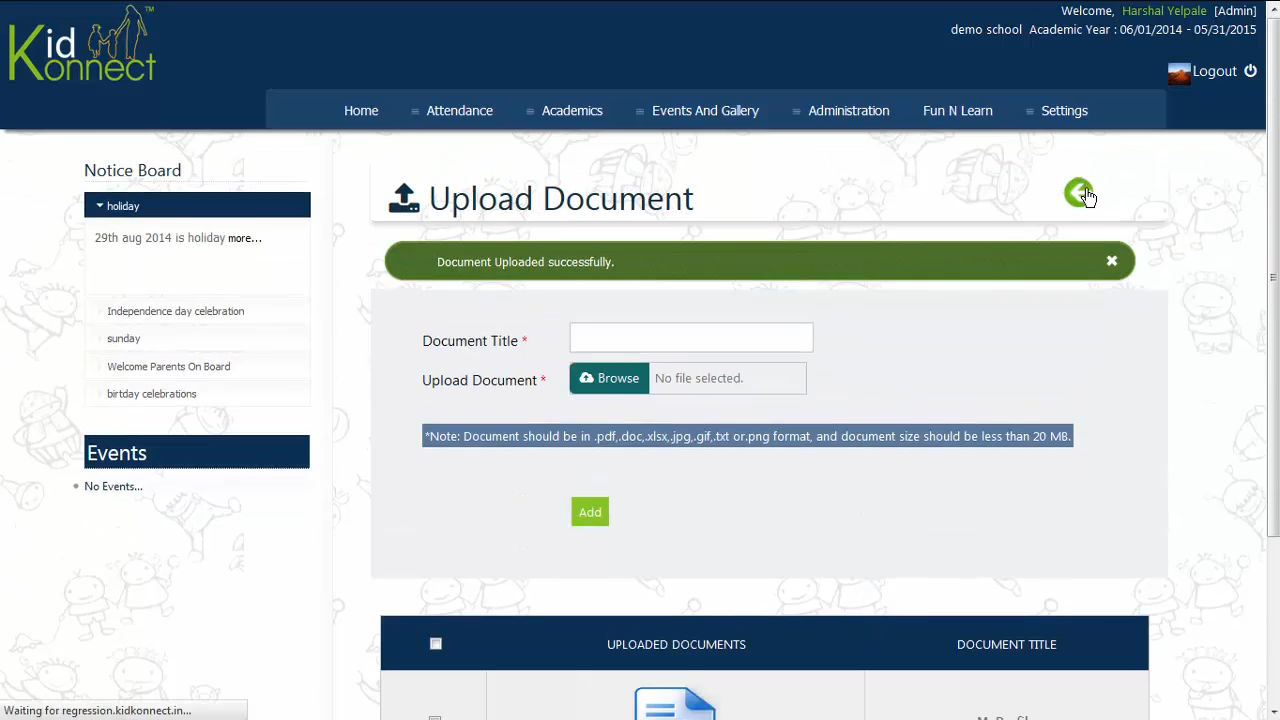 Welcome, Harshal Yelpale [Admin]
demo school Academic Year : 06/01/2014 - 05/31/2015
Kid Konnect™
Logout
Home Attendance Academics Events And Gallery Administration Fun N Learn Settings
Notice Board
holiday
29th aug 2014 is holiday more...
Independence day celebration
sunday
Welcome Parents On Board
birtday celebrations
Events
No Events...
Upload Document
Document Uploaded successfully.
Document Title *
Upload Document * Browse No file selected.
*Note: Document should be in .pdf,.doc,.xlsx,.jpg,.gif,.txt or.png format, and document size should be less than 20 MB.
Add
UPLOADED DOCUMENTS DOCUMENT TITLE
Waiting for regression.kidkonnect.in...